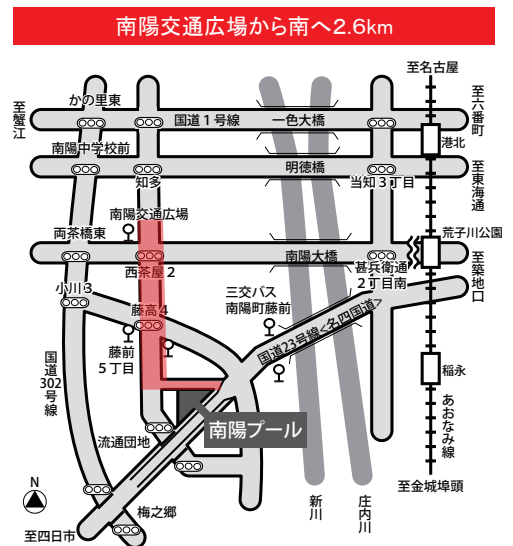 南陽交通広場から南へ2.6km
至名古屋
至蟹江
かの里東
国道1号線
一色大橋
至六番町
港北
南陽中学校前
明徳橋
知多
当知3丁目
至東海通
南陽交通広場
荒子川公園
両茶橋東
南陽大橋
西茶屋2
甚兵衛通
2丁目南
至築地口
小川3
三交バス
南陽町藤前
藤高4
国道23号線<名四国道>
藤前
5丁目
国道
302
号線
稲永
あおなみ線
南陽プール
流通団地
至金城埠頭
N
新川
庄内川
梅之郷
至四日市